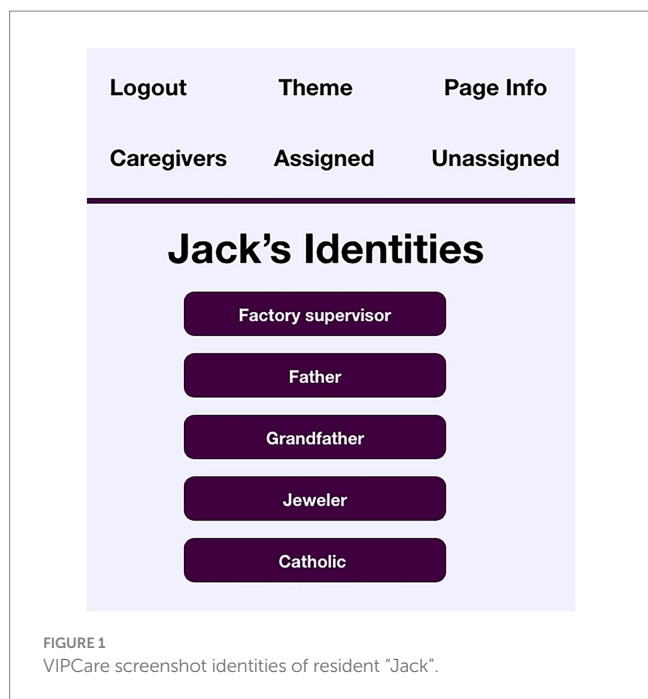 Logout Theme Page Info
Caregivers Assigned Unassigned
Jack’s Identities
Factory supervisor
Father
Grandfather
Jeweler
Catholic
FIGURE 1
VIPCare screenshot identities of resident “Jack”.